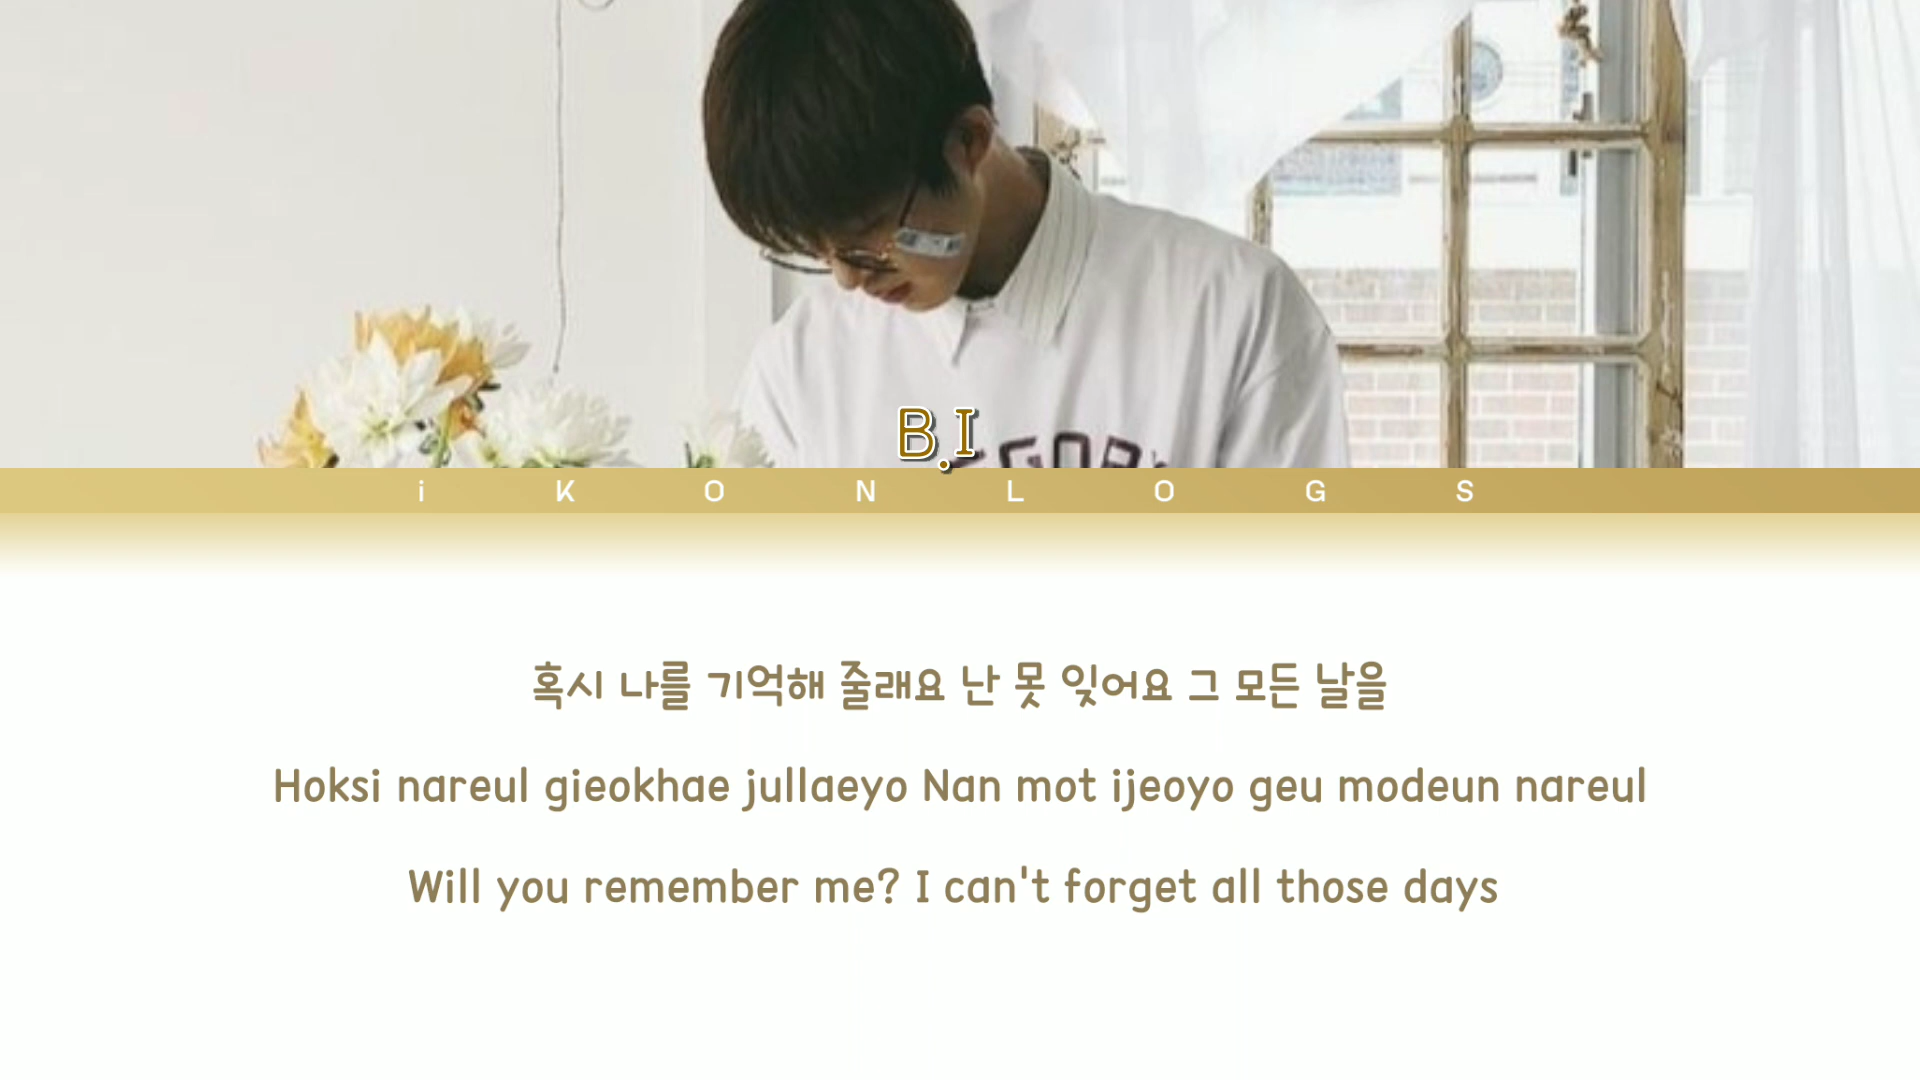 B.I
iKONLOGS
혹시 나를 기억해 줄래요 난 못 잊어요 그 모든 날을
Hoksi nareul gieokhae jullaeyo Nan mot ijeoyo geu modeun nareul
Will you remember me? I can't forget all those days